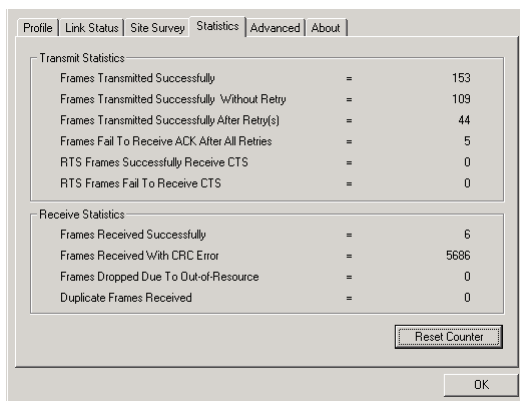 Profile Link Status Site Survey Statistics Advanced About
Transmit Statistics
Frames Transmitted Successfully = 153
Frames Transmitted Successfully Without Retry = 109
Frames Transmitted Successfully After Retry(s) = 44
Frames Fail To Receive ACK After All Retries = 5
RTS Frames Successfully Receive CTS = 0
RTS Frames Fail To Receive CTS = 0
Receive Statistics
Frames Received Successfully = 6
Frames Received With CRC Error = 5686
Frames Dropped Due To Out-of-Resource = 0
Duplicate Frames Received = 0
Reset Counter
OK